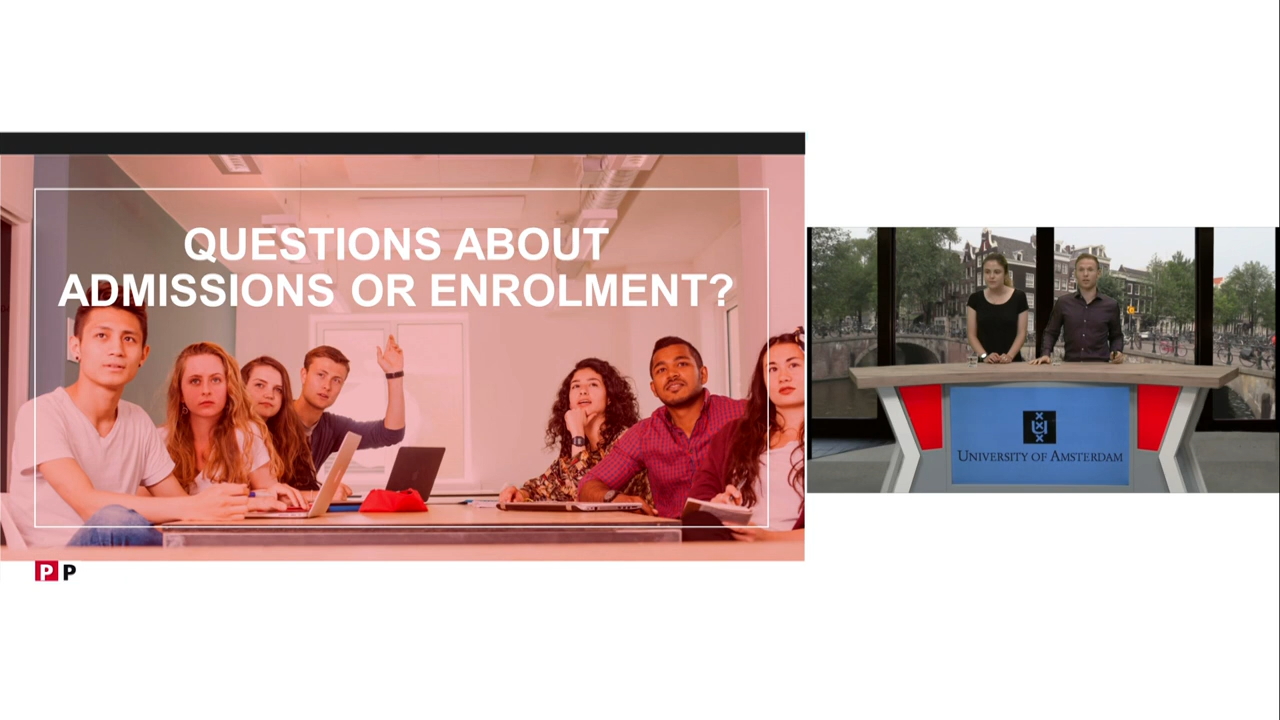 QUESTIONS ABOUT
ADMISSIONS OR ENROLMENT?
P P
UNIVERSITY OF AMSTERDAM